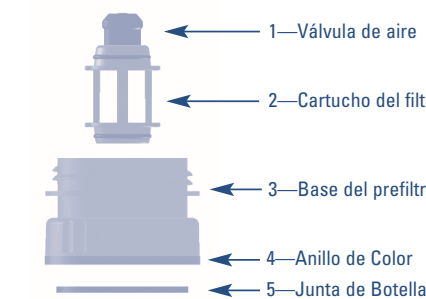 1—Válvula de aire
2—Cartucho del filt
3—Base del prefiltr
4—Anillo de Color
5—Junta de Botella